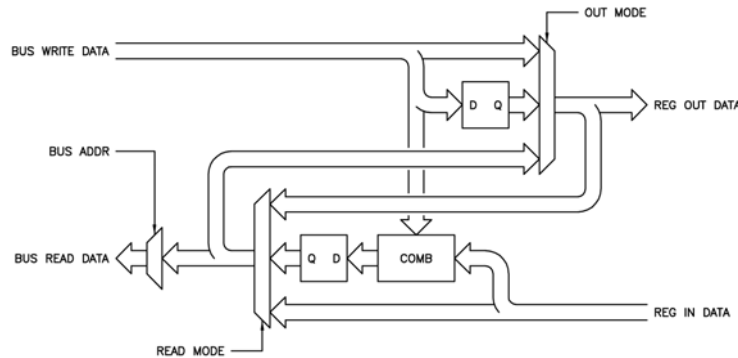 OUT MODE
BUS WRITE DATA
D Q
REG OUT DATA
BUS ADDR
BUS READ DATA
Q D
COMB
REG IN DATA
READ MODE